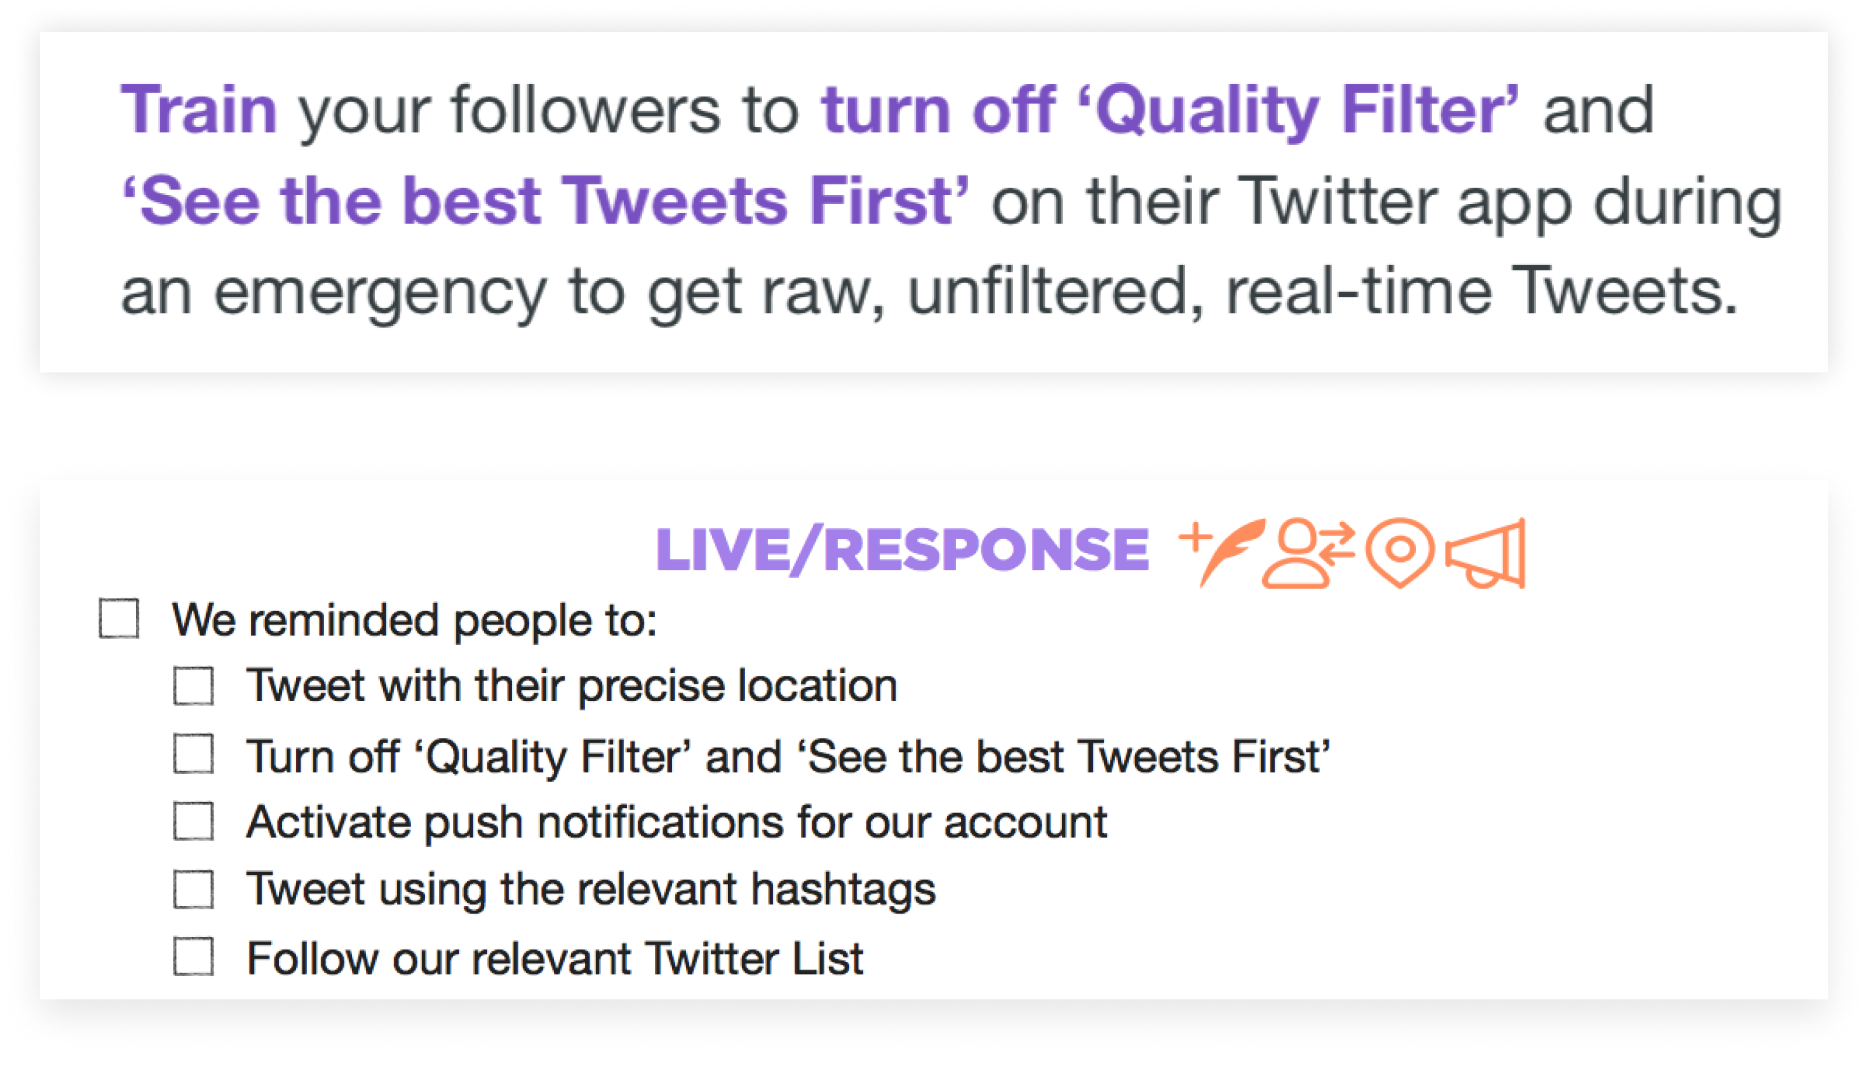 Train your followers to turn off ‘Quality Filter’ and
‘See the best Tweets First’ on their Twitter app during
an emergency to get raw, unfiltered, real-time Tweets.
LIVE/RESPONSE
We reminded people to:
Tweet with their precise location
Turn off ‘Quality Filter’ and ‘See the best Tweets First’
Activate push notifications for our account
Tweet using the relevant hashtags
Follow our relevant Twitter List